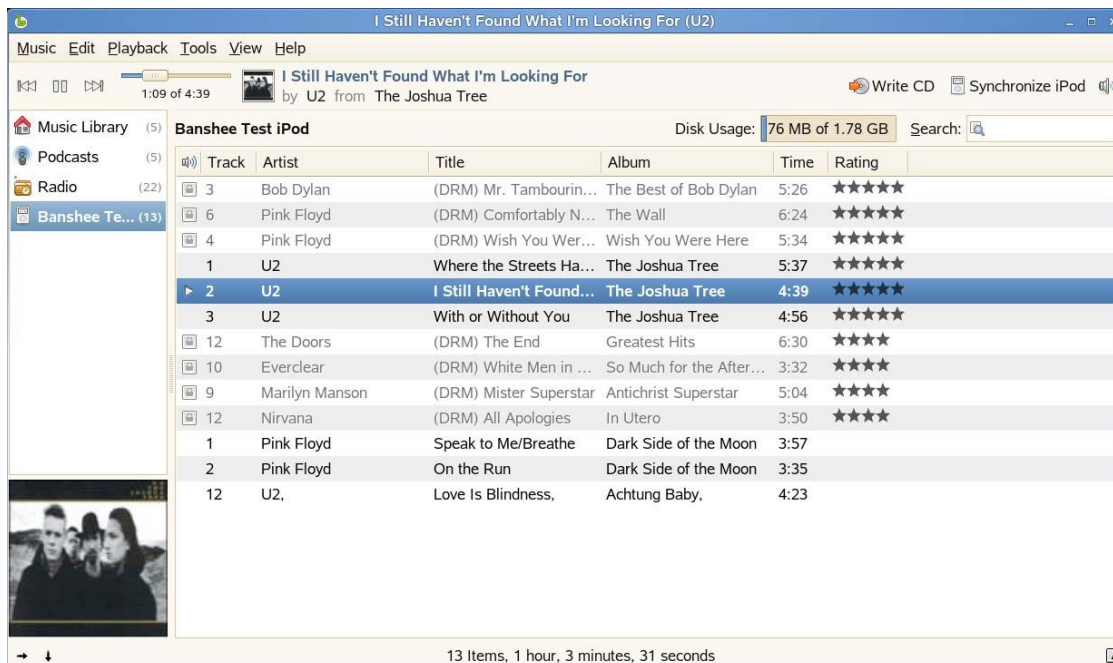 I Still Haven't Found What I'm Looking For (U2)
Music Edit Playback Tools View Help
1:09 of 4:39
I Still Haven't Found What I'm Looking For
by U2 from The Joshua Tree
Write CD Synchronize iPod
Music Library (5)
Podcasts (5)
Radio (22)
Banshee Te... (13)
Banshee Test iPod Disk Usage: 76 MB of 1.78 GB Search:
Track Artist Title Album Time Rating
3 Bob Dylan (DRM) Mr. Tambourin... The Best of Bob Dylan 5:26 ★★★★★
6 Pink Floyd (DRM) Comfortably N... The Wall 6:24 ★★★★★
4 Pink Floyd (DRM) Wish You Wer... Wish You Were Here 5:34 ★★★★★
1 U2 Where the Streets Ha... The Joshua Tree 5:37 ★★★★★
2 U2 I Still Haven't Found... The Joshua Tree 4:39 ★★★★★
3 U2 With or Without You The Joshua Tree 4:56 ★★★★★
12 The Doors (DRM) The End Greatest Hits 6:30 ★★★★
10 Everclear (DRM) White Men in ... So Much for the After... 3:32 ★★★★
9 Marilyn Manson (DRM) Mister Superstar Antichrist Superstar 5:04 ★★★★
12 Nirvana (DRM) All Apologies In Utero 3:50 ★★★★
1 Pink Floyd Speak to Me/Breathe Dark Side of the Moon 3:57
2 Pink Floyd On the Run Dark Side of the Moon 3:35
12 U2, Love Is Blindness, Achtung Baby, 4:23
13 Items, 1 hour, 3 minutes, 31 seconds